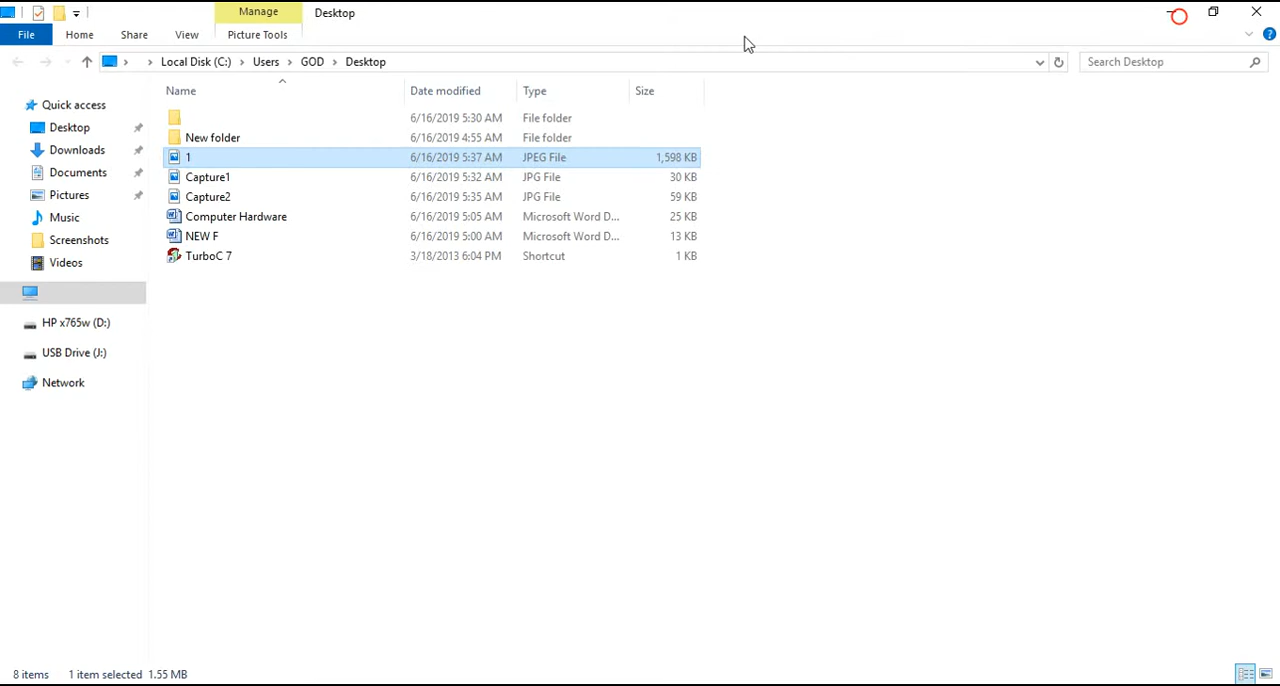 Manage Desktop
File Home Share View Picture Tools
Local Disk (C:) Users GOD Desktop Search Desktop
Name Date modified Type Size
Quick access
Desktop
Downloads
Documents
Pictures
Music
Screenshots
Videos
HP x765w (D:)
USB Drive (J:)
Network
6/16/2019 5:30 AM File folder
New folder 6/16/2019 4:55 AM File folder
1 6/16/2019 5:37 AM JPEG File 1,598 KB
Capture1 6/16/2019 5:32 AM JPG File 30 KB
Capture2 6/16/2019 5:35 AM JPG File 59 KB
Computer Hardware 6/16/2019 5:05 AM Microsoft Word D... 25 KB
NEW F 6/16/2019 5:00 AM Microsoft Word D... 13 KB
TurboC 7 3/18/2013 6:04 PM Shortcut 1 KB
8 items 1 item selected 1.55 MB